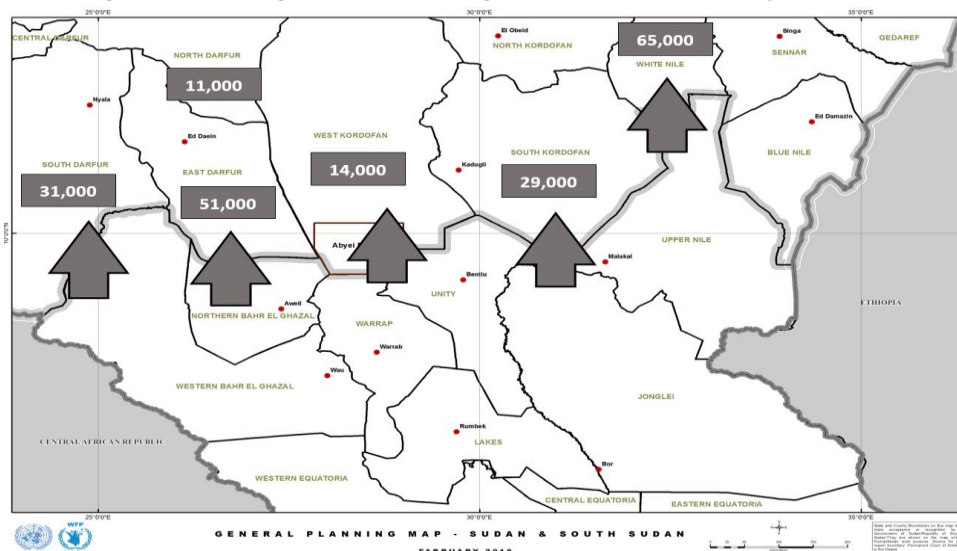 25°0'0"E
30°0'0"E
35°0'0"E
CENTRAL DARFUR
NORTH DARFUR
11,000
El Obeid
NORTH KORDOFAN
65,000
WHITE NILE
Singa
SENNAR
GEDAREF
Nyala
Ed Daein
WEST KORDOFAN
Ed Damazin
SOUTH DARFUR
31,000
EAST DARFUR
51,000
14,000
Kadugli
SOUTH KORDOFAN
29,000
BLUE NILE
10°0'0"N
Abyei
UPPER NILE
Malakal
Bentiu
UNITY
ETHIOPIA
Aweil
NORTHERN BAHR EL GHAZAL
WARRAP
Warrab
Wau
WESTERN BAHR EL GHAZAL
JONGLEI
CENTRAL AFRICAN REPUBLIC
Rumbek
LAKES
WESTERN EQUATORIA
Bor
CENTRAL EQUATORIA
EASTERN EQUATORIA
25°0'0"E
30°0'0"E
35°0'0"E
WFP
GENERAL PLANNING MAP - SUDAN & SOUTH SUDAN